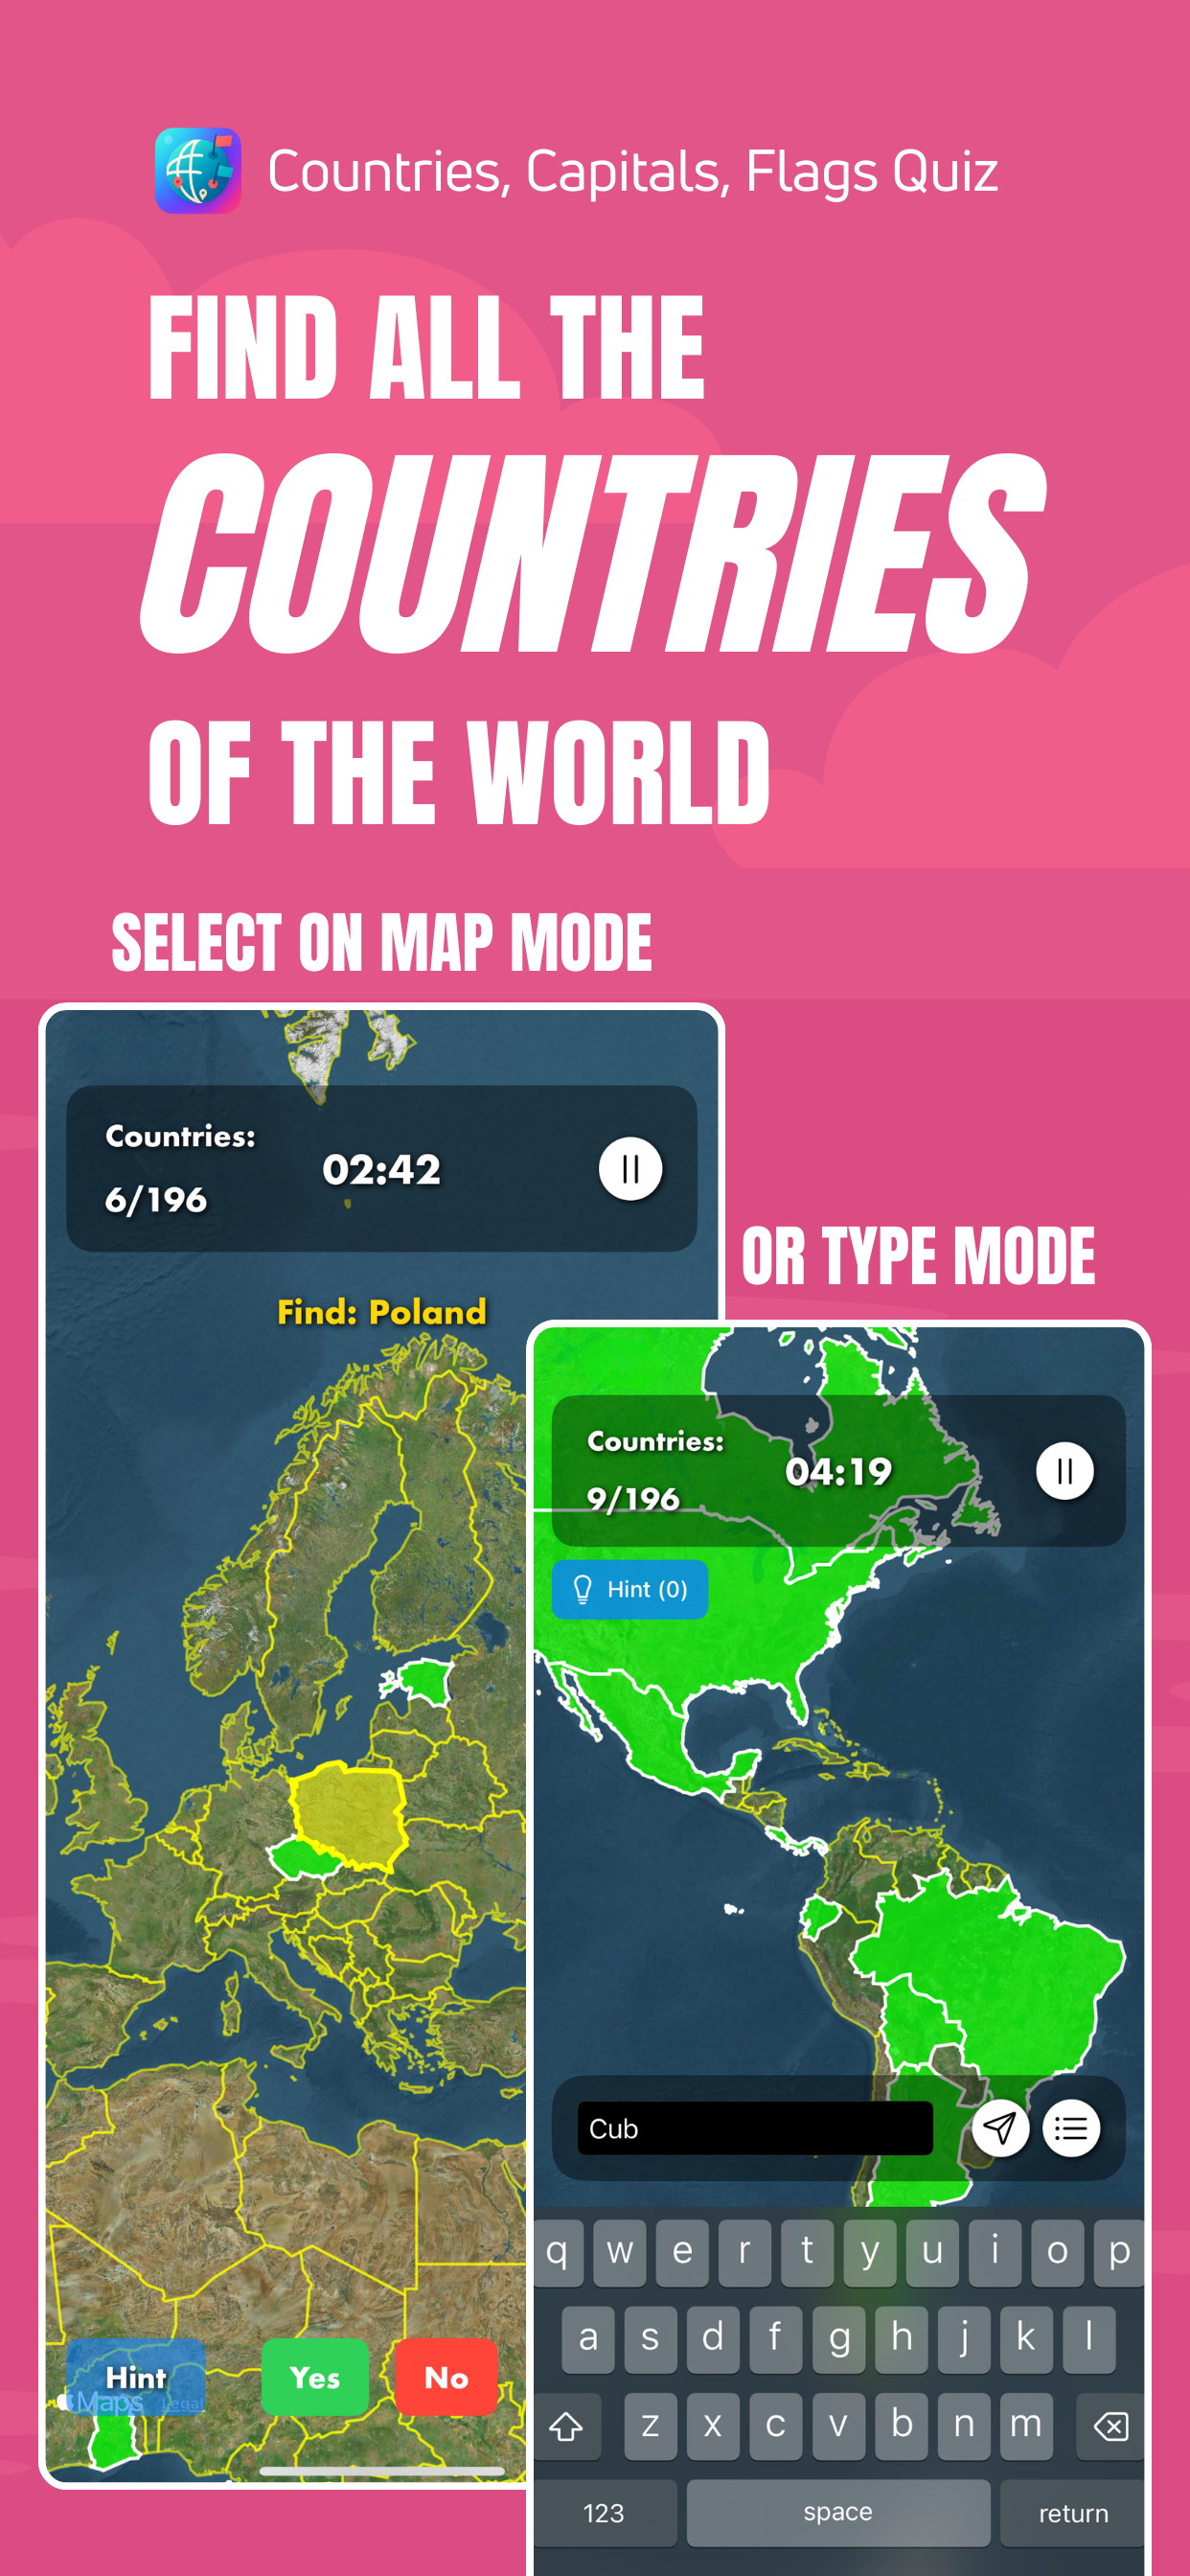 Countries, Capitals, Flags Quiz
FIND ALL THE
COUNTRIES
OF THE WORLD
SELECT ON MAP MODE
Countries:
6/196
02:42
Find: Poland
Hint
Yes
No
Maps
Legal
OR TYPE MODE
Countries:
9/196
04:19
Hint (0)
Cub
q w e r t y u i o p
a s d f g h j k l
z x c v b n m
123 space return